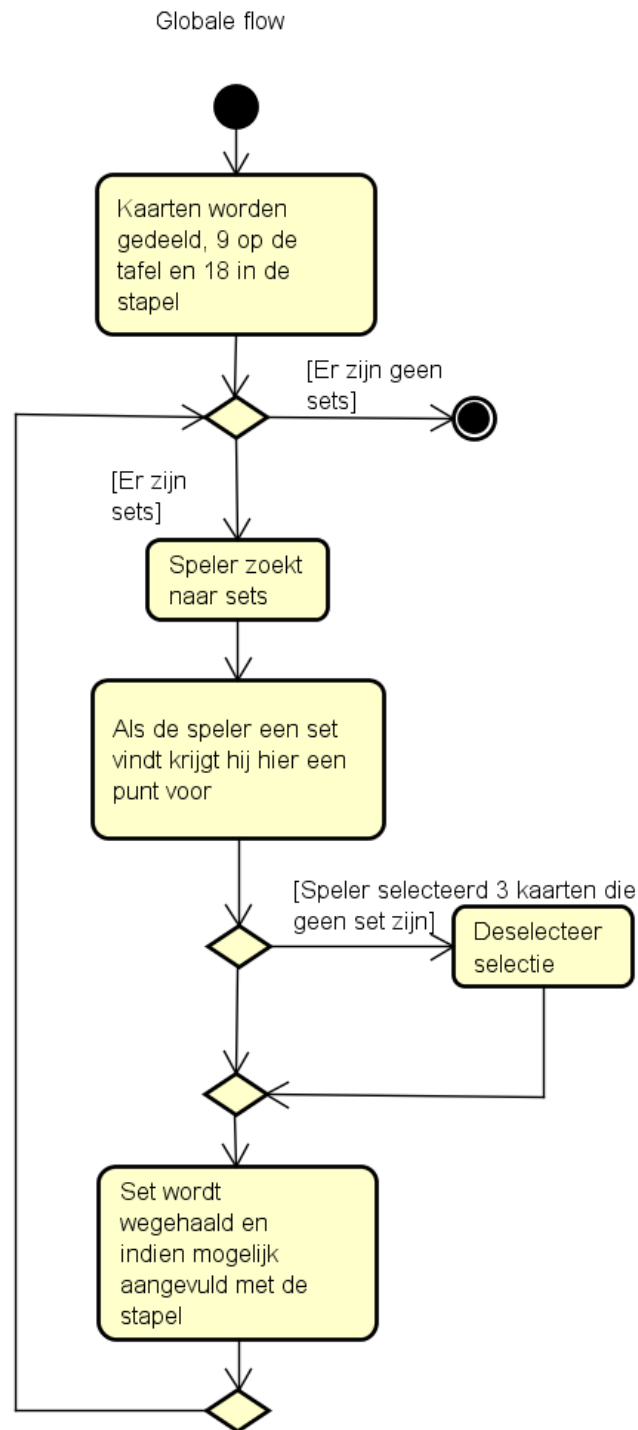 Globale flow
Kaarten worden
gedeeld, 9 op de
tafel en 18 in de
stapel
[Er zijn geen
sets]
[Er zijn
sets]
Speler zoekt
naar sets
Als de speler een set
vindt krijgt hij hier een
punt voor
[Speler selecteerd 3 kaarten die
geen set zijn]
Deselecteer
selectie
Set wordt
wegehaald en
indien mogelijk
aangevuld met de
stapel